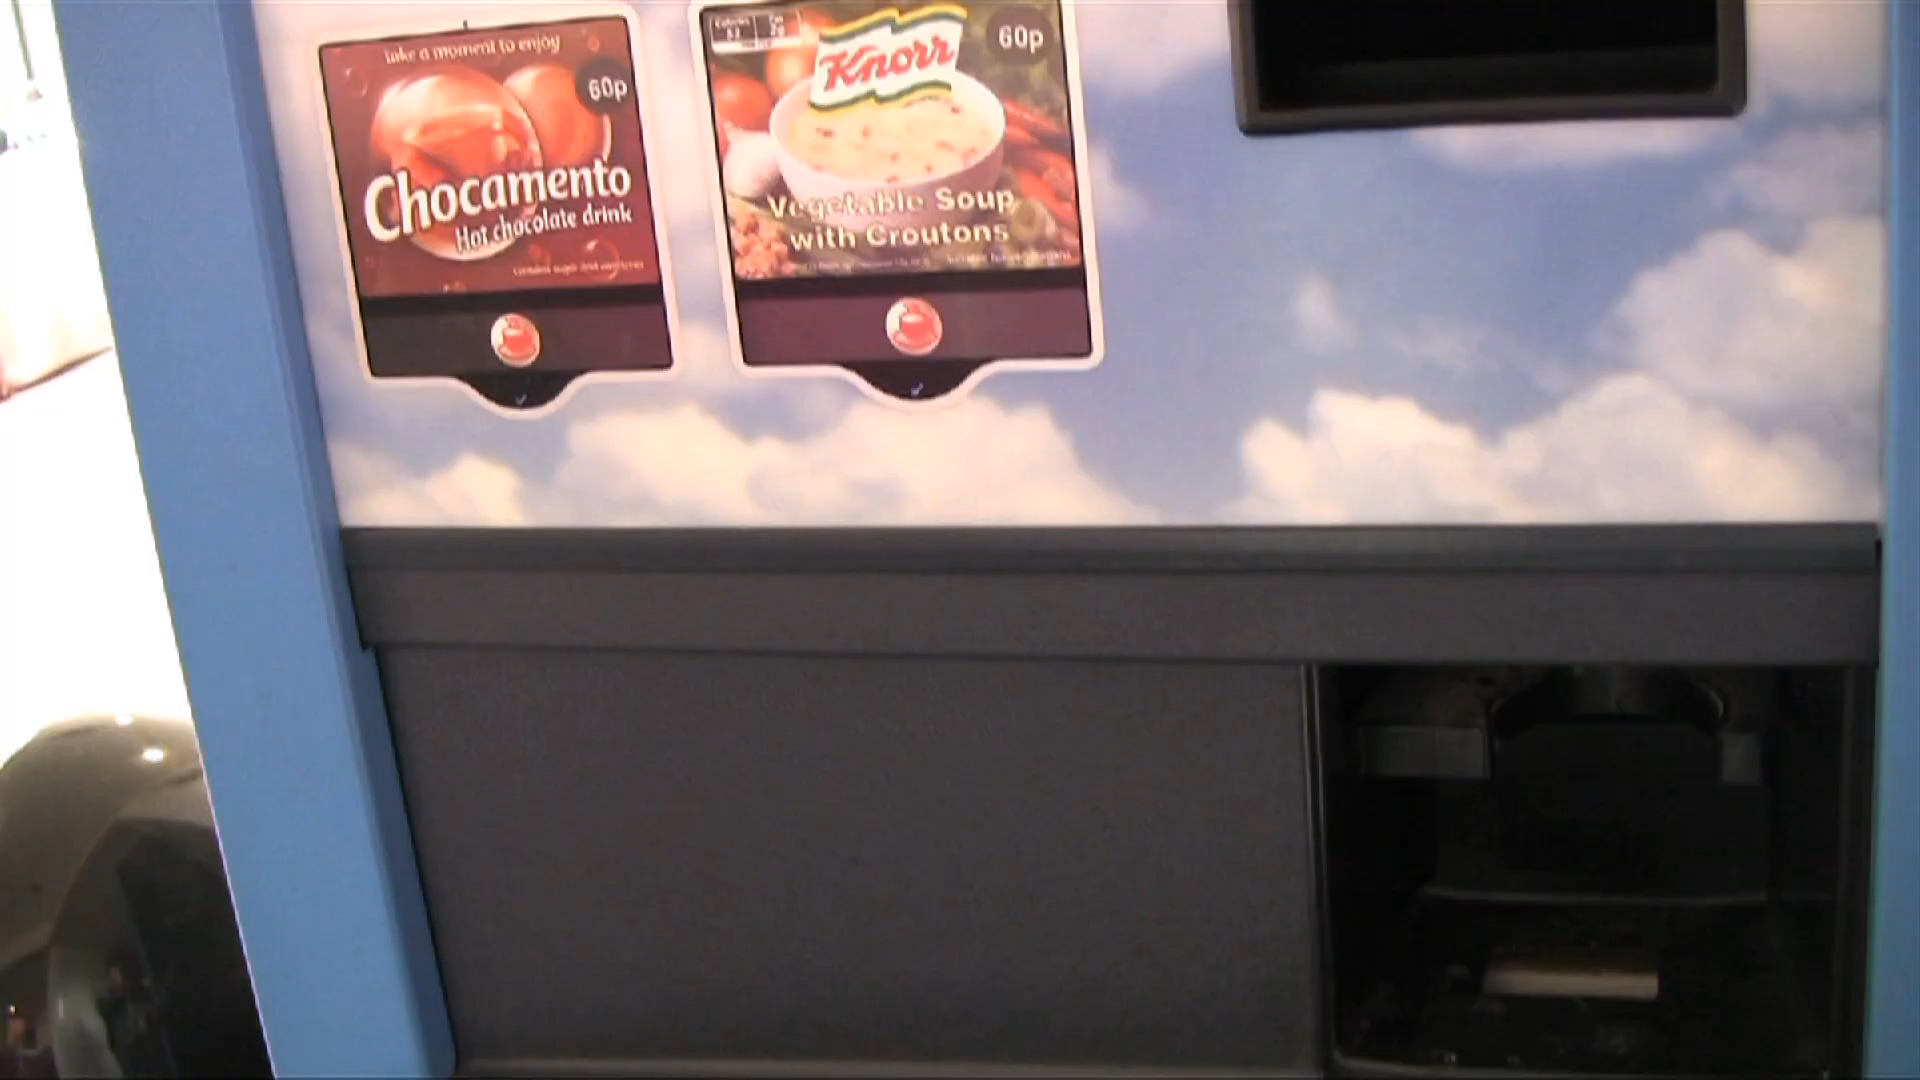 take a moment to enjoy
60p
Chocamento
Hot chocolate drink
Knorr
60p
Vegetable Soup
with Croutons